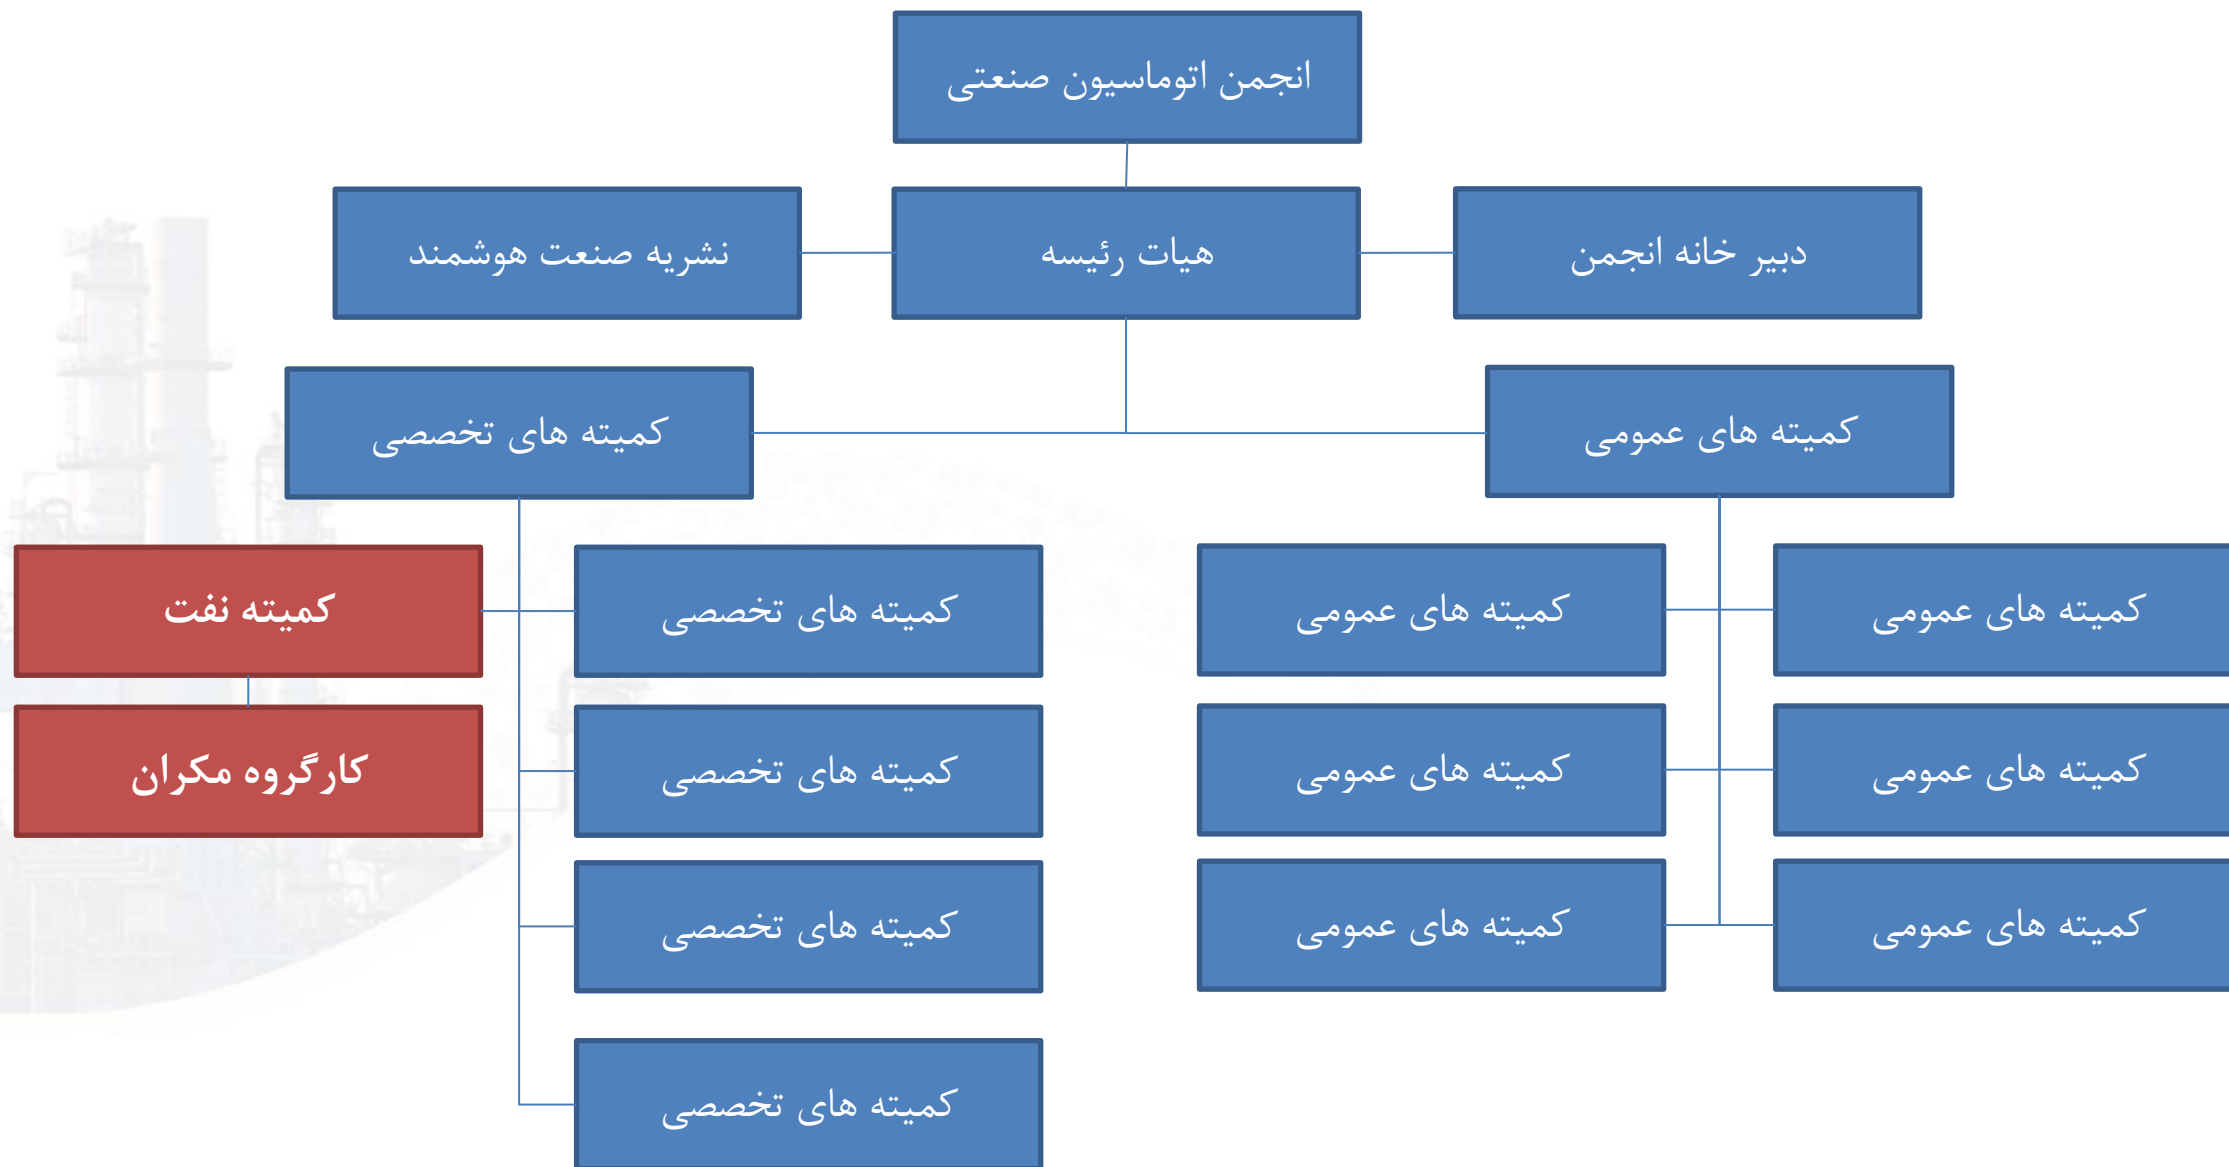 انجمن اتوماسیون صنعتی
دبیر خانه انجمن
هیات رئیسه
نشریه صنعت هوشمند
کمیته های عمومی
کمیته های تخصصی
کمیته های عمومی
کمیته های عمومی
کمیته های تخصصی
کمیته نفت
کمیته های عمومی
کمیته های عمومی
کمیته های تخصصی
کارگروه مکران
کمیته های عمومی
کمیته های عمومی
کمیته های تخصصی
کمیته های تخصصی